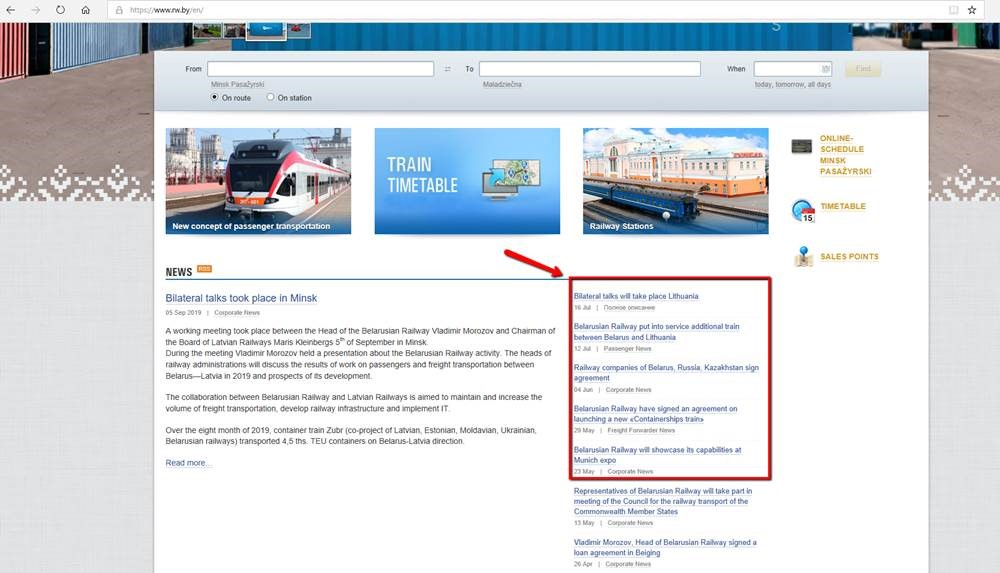 https://www.rw.by/en/
S
From
To
When
Find
Minsk Pasažyrski
Maladziečna
today, tomorrow, all days
On route
On station
New concept of passenger transportation
TRAIN
TIMETABLE
Railway Stations
ONLINE-
SCHEDULE
MINSK
PASAŽYRSKI
15
TIMETABLE
SALES POINTS
NEWS RSS
Bilateral talks took place in Minsk
05 Sep 2019 | Corporate News
A working meeting took place between the Head of the Belarusian Railway Vladimir Morozov and Chairman of
the Board of Latvian Railways Maris Kleinbergs 5th of September in Minsk.
During the meeting Vladimir Morozov held a presentation about the Belarusian Railway activity. The heads of
railway administrations will discuss the results of work on passengers and freight transportation between
Belarus—Latvia in 2019 and prospects of its development.
The collaboration between Belarusian Railway and Latvian Railways is aimed to maintain and increase the
volume of freight transportation, develop railway infrastructure and implement IT.
Over the eight month of 2019, container train Zubr (co-project of Latvian, Estonian, Moldavian, Ukrainian,
Belarusian railways) transported 4,5 ths. TEU containers on Belarus-Latvia direction.
Read more…
Bilateral talks will take place Lithuania
16 Jul | Полное описание
Belarusian Railway put into service additional train
between Belarus and Lithuania
12 Jul | Passenger News
Railway companies of Belarus, Russia, Kazakhstan sign
agreement
04 Jun | Corporate News
Belarusian Railway have signed an agreement on
launching a new «Containerships train»
29 May | Freight Forwarder News
Belarusian Railway will showcase its capabilities at
Munich expo
23 May | Corporate News
Representatives of Belarusian Railway will take part in
meeting of the Council for the railway transport of the
Commonwealth Member States
13 May | Corporate News
Vladimir Morozov, Head of Belarusian Railway signed a
loan agreement in Beiging
26 Apr | Corporate News